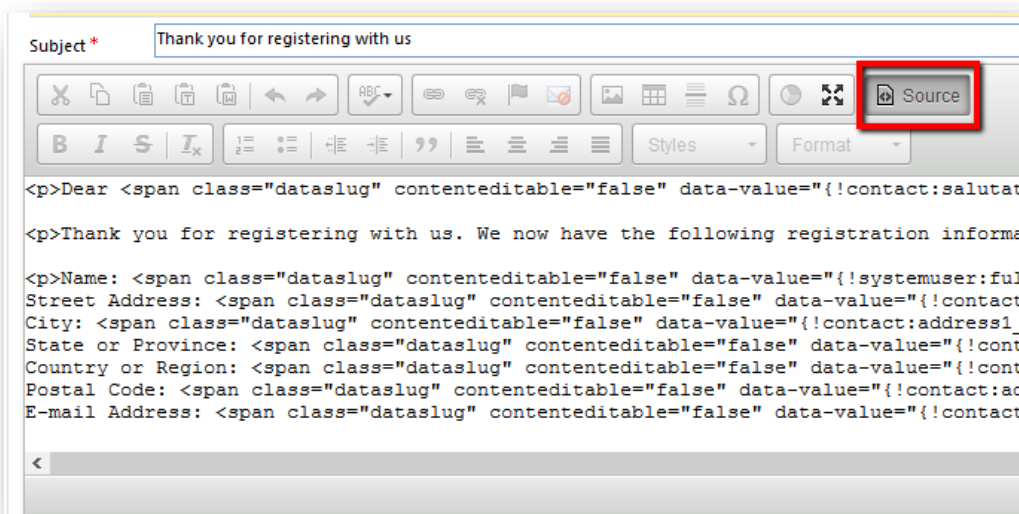 Subject *
Thank you for registering with us
ABC
Source
B I S Ix
Styles
Format
<p>Dear <span class="dataslug" contenteditable="false" data-value="{!contact:salutat
<p>Thank you for registering with us. We now have the following registration informa
<p>Name: <span class="dataslug" contenteditable="false" data-value="{!systemuser:ful
Street Address: <span class="dataslug" contenteditable="false" data-value="{!contact
City: <span class="dataslug" contenteditable="false" data-value="{!contact:address1_
State or Province: <span class="dataslug" contenteditable="false" data-value="{!cont
Country or Region: <span class="dataslug" contenteditable="false" data-value="{!cont
Postal Code: <span class="dataslug" contenteditable="false" data-value="{!contact:ad
E-mail Address: <span class="dataslug" contenteditable="false" data-value="{!contact